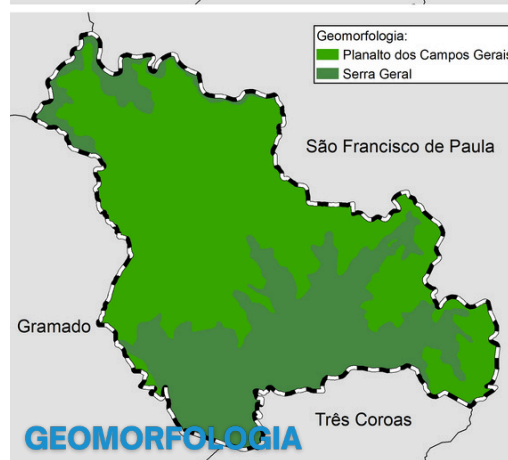 Geomorfologia:
Planalto dos Campos Gerais
Serra Geral
São Francisco de Paula
Gramado
Três Coroas
GEOMORFOLOGIA